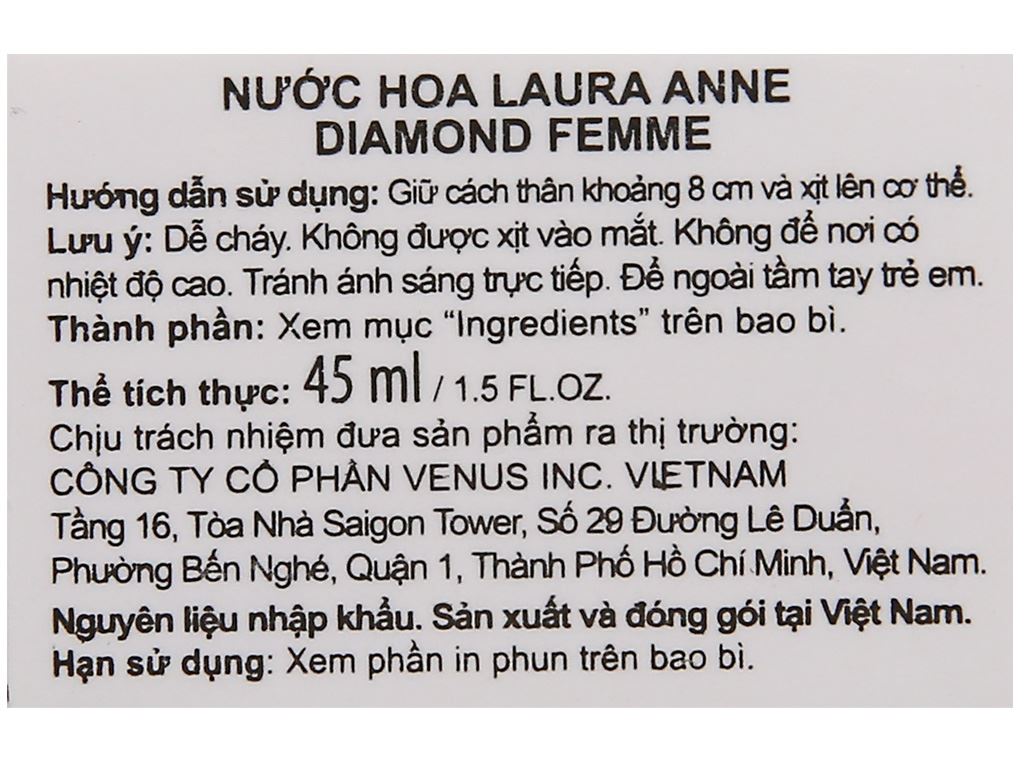 NƯỚC HOA LAURA ANNE
DIAMOND FEMME
Hướng dẫn sử dụng: Giữ cách thân khoảng 8 cm và xịt lên cơ thể.
Lưu ý: Dễ cháy. Không được xịt vào mắt. Không để nơi có
nhiệt độ cao. Tránh ánh sáng trực tiếp. Để ngoài tầm tay trẻ em.
Thành phần: Xem mục “Ingredients” trên bao bì.
Thể tích thực: 45 ml / 1.5 FL.OZ.
Chịu trách nhiệm đưa sản phẩm ra thị trường:
CÔNG TY CỔ PHẦN VENUS INC. VIETNAM
Tầng 16, Tòa Nhà Saigon Tower, Số 29 Đường Lê Duẩn,
Phường Bến Nghé, Quận 1, Thành Phố Hồ Chí Minh, Việt Nam.
Nguyên liệu nhập khẩu. Sản xuất và đóng gói tại Việt Nam.
Hạn sử dụng: Xem phần in phun trên bao bì.